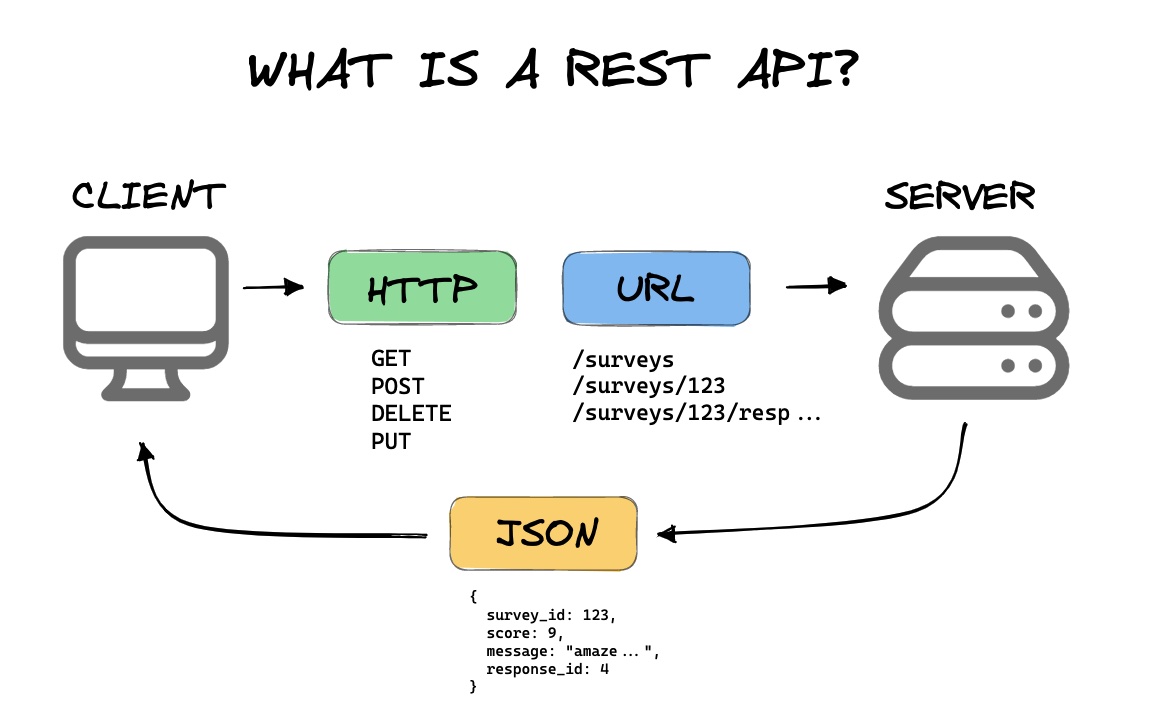 WHAT IS A REST API?
CLIENT
SERVER
HTTP
URL
GET
POST
DELETE
PUT
/surveys
/surveys/123
/surveys/123/resp...
JSON
{
survey_id: 123,
score: 9,
message: "amaze...",
response_id: 4
}